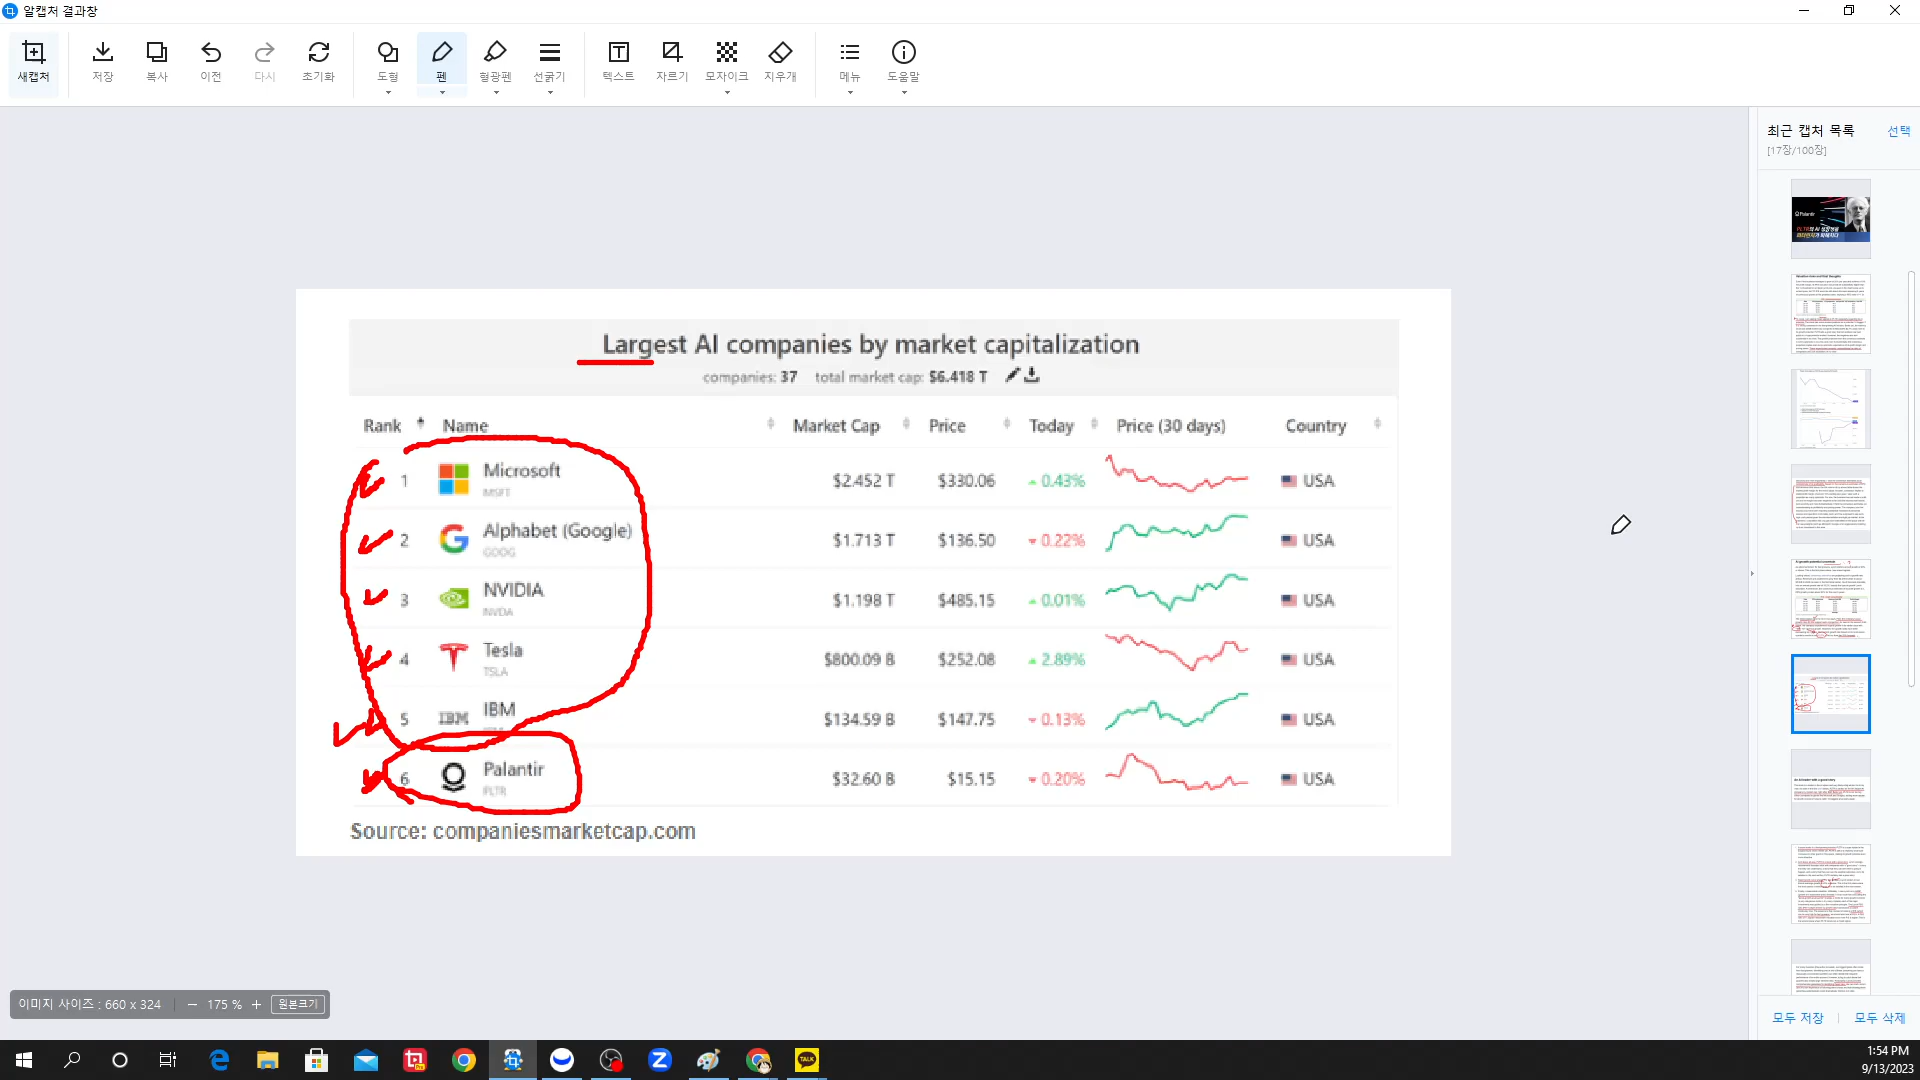 알캡처 결과창
새캡처
저장
복사
이전
다시
초기화
도형
펜
형광펜
선굵기
텍스트
자르기
모자이크
지우개
메뉴
도움말
최근 캡처 목록 선택
[17장/100장]
Largest AI companies by market capitalization
companies: 37 total market cap: $6.418 T
Rank Name Market Cap Price Today Price (30 days) Country
1 Microsoft $2.452 T $330.06 0.43% USA
MSFT
2 Alphabet (Google) $1.713 T $136.50 0.22% USA
GOOG
3 NVIDIA $1.198 T $485.15 0.01% USA
NVDA
4 Tesla $800.09 B $252.08 2.89% USA
TSLA
5 IBM IBM $134.59 B $147.75 0.13% USA
6 Palantir $32.60 B $15.15 0.20% USA
PLTR
Source: companiesmarketcap.com
이미지 사이즈 : 660 x 324 − 175 % + 원본크기
모두 저장 모두 삭제
Palantir
TALK
1:54 PM
9/13/2023